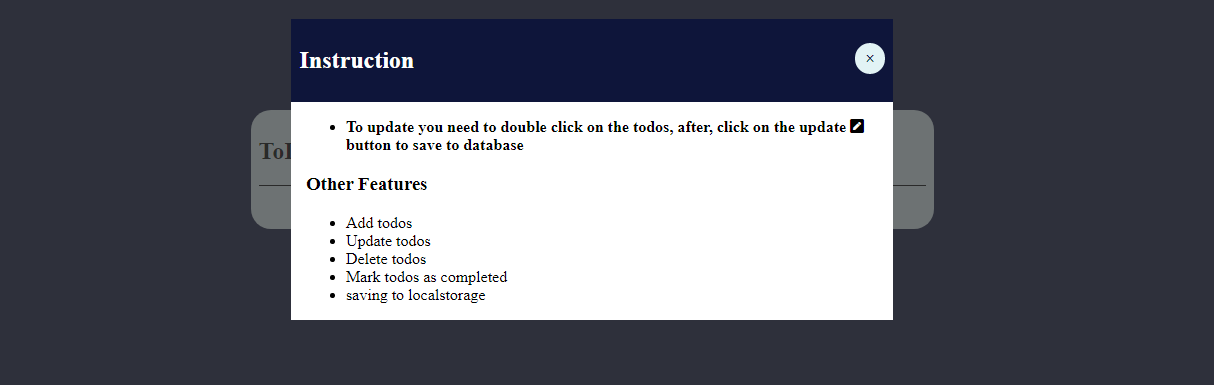 Instruction
×
To update you need to double click on the todos, after, click on the update
button to save to database
Other Features
Add todos
Update todos
Delete todos
Mark todos as completed
saving to localstorage